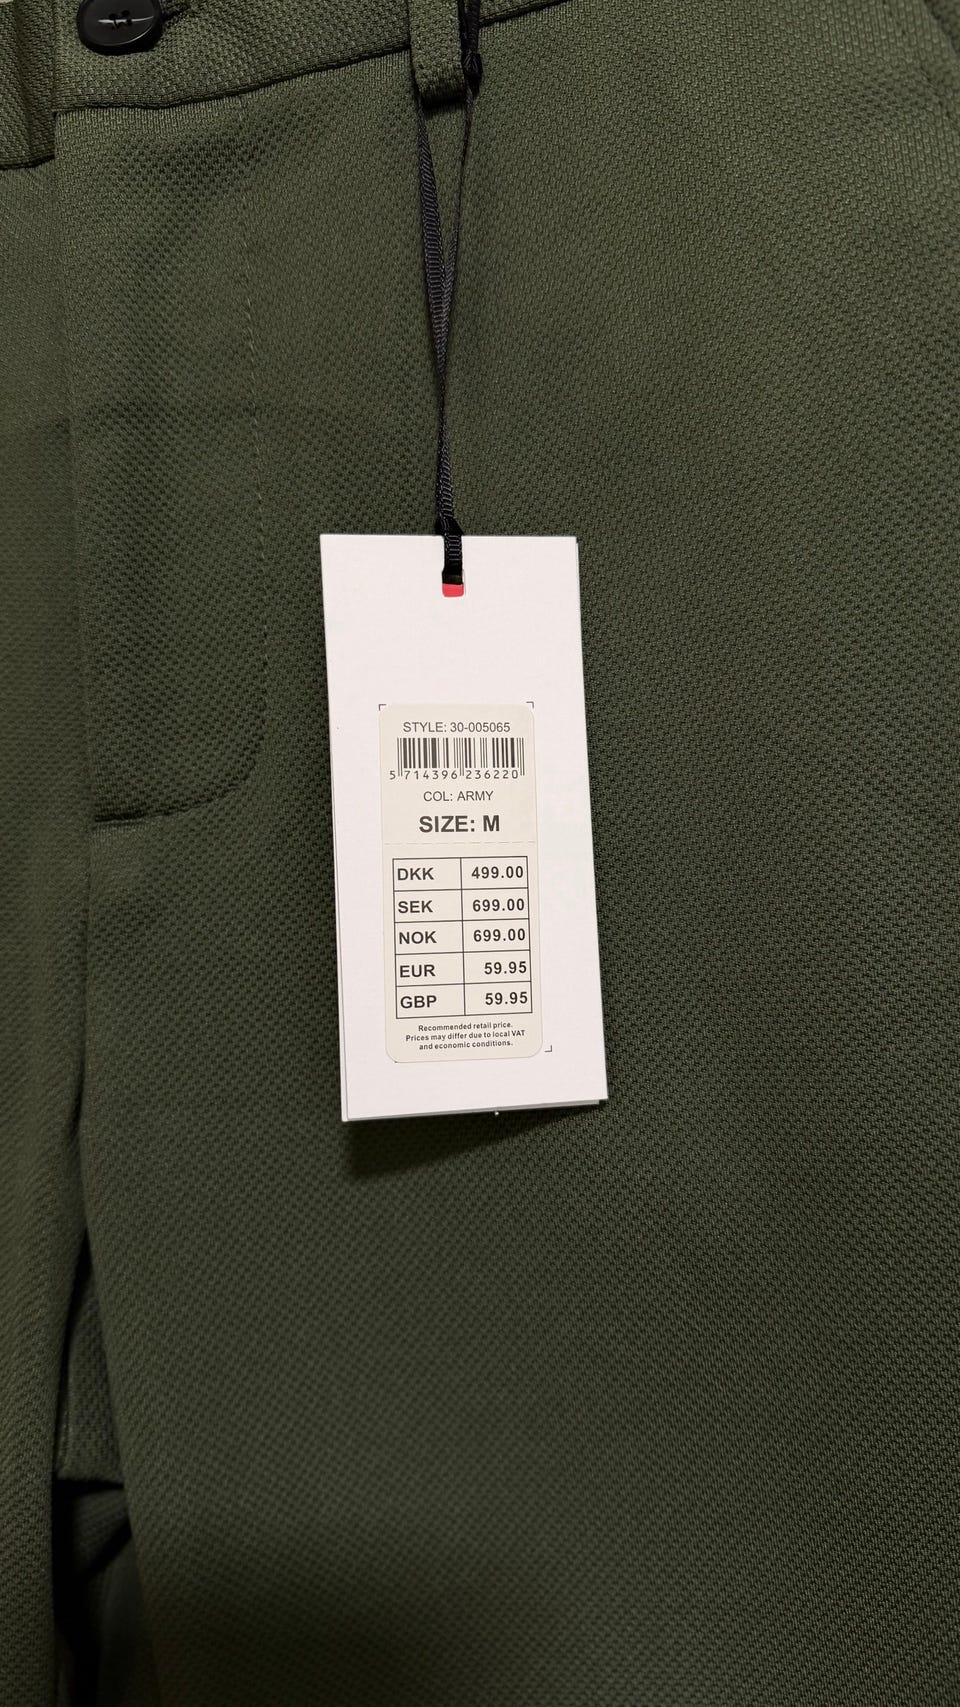 STYLE: 30-005065
5 714396 236220
COL: ARMY
SIZE: M
DKK 499.00
SEK 699.00
NOK 699.00
EUR 59.95
GBP 59.95
Recommended retail price.
Prices may differ due to local VAT
and economic conditions.